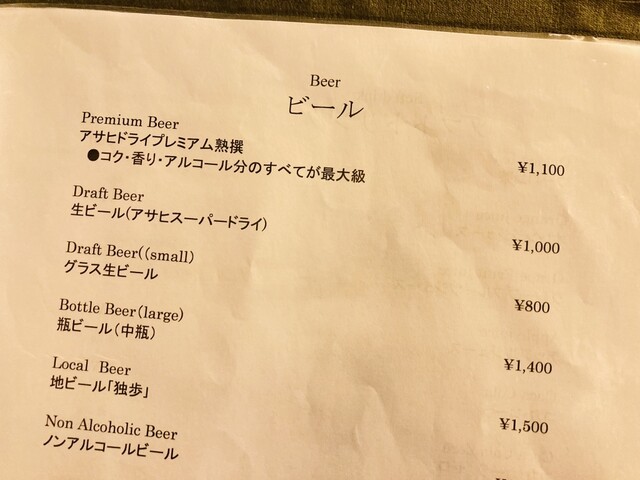 Beer
ビール
Premium Beer
アサヒドライプレミアム熟撰
●コク・香り・アルコール分のすべてが最大級
¥1,100
Draft Beer
生ビール(アサヒスーパードライ)
¥1,000
Draft Beer((small)
グラス生ビール
¥800
Bottle Beer(large)
瓶ビール(中瓶)
¥1,400
Local Beer
地ビール「独歩」
¥1,500
Non Alcoholic Beer
ノンアルコールビール